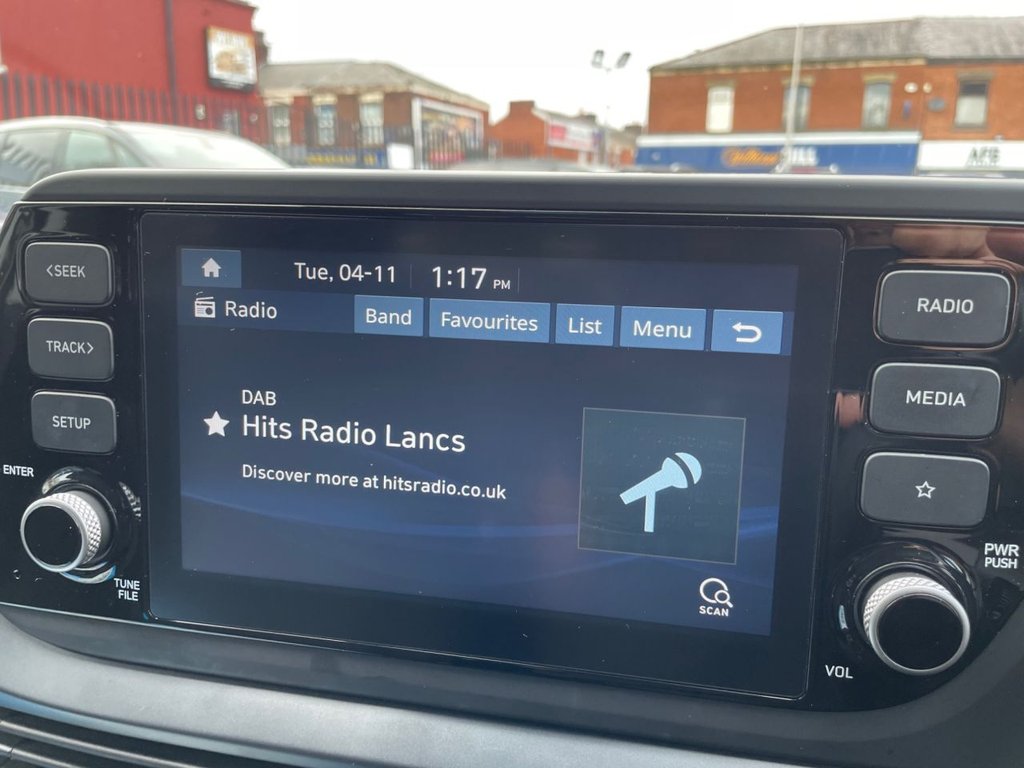 <SEEK
TRACK>
SETUP
ENTER
TUNE
FILE
Tue, 04-11 1:17 PM
Radio Band Favourites List Menu
DAB
Hits Radio Lancs
Discover more at hitsradio.co.uk
SCAN
RADIO
MEDIA
PWR
PUSH
VOL